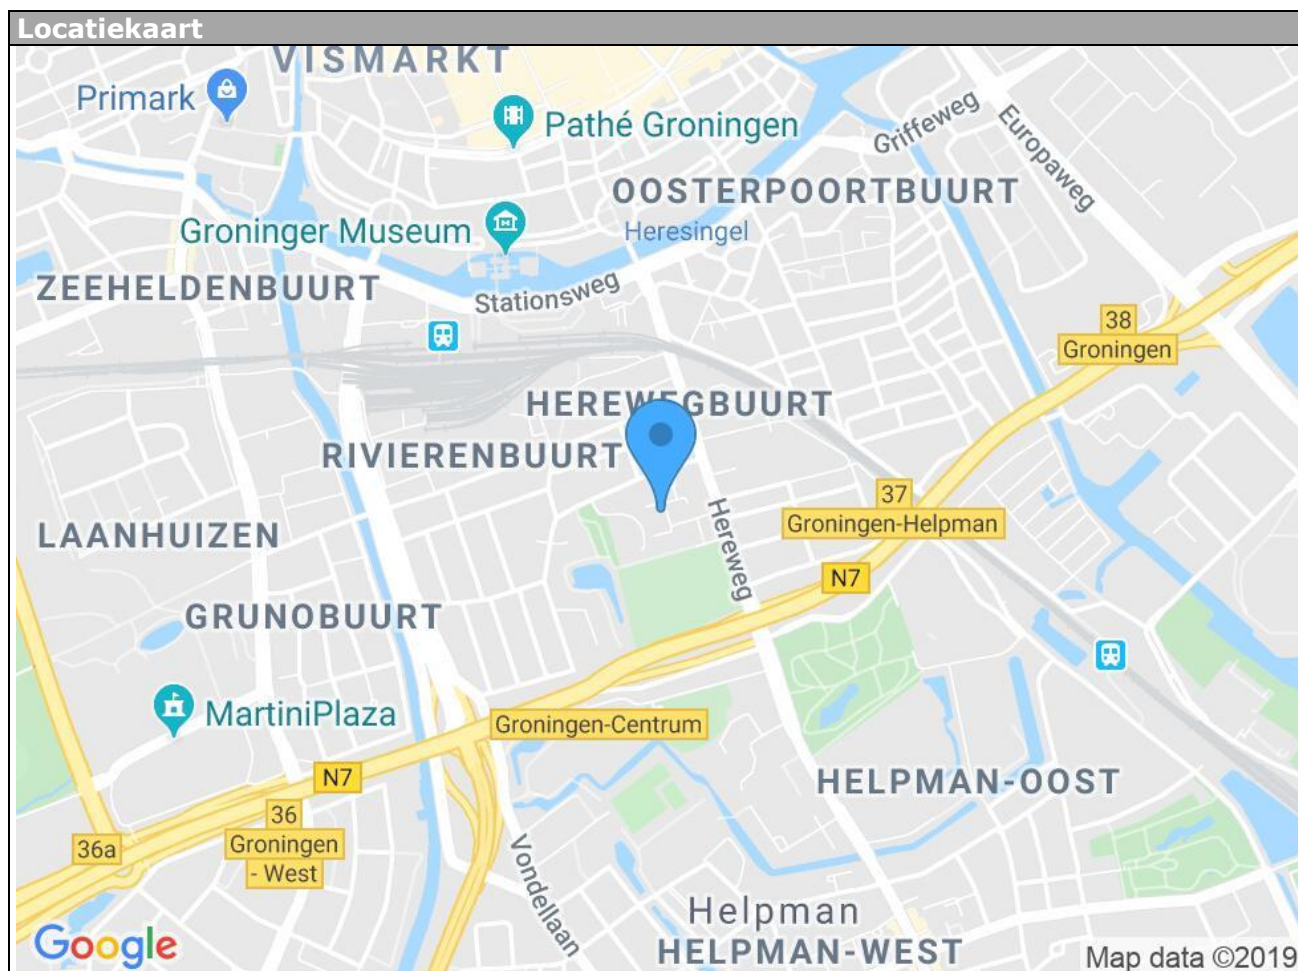 Locatiekaart
VISMARKT
Primark
Pathé Groningen
Griffeweg
Europaweg
OOSTERPOORTBUURT
Groninger Museum
Heresingel
ZEEHELDENBUURT
Stationsweg
38
Groningen
HEREWEGBUURT
RIVIERENBUURT
37
Groningen-Helpman
LAANHUIZEN
Hereweg
N7
GRUNOBUURT
MartiniPlaza
Groningen-Centrum
N7
HELPMAN-OOST
36
Groningen
- West
36a
Vondellaan
Helpman
HELPMAN-WEST
Google
Map data ©2019